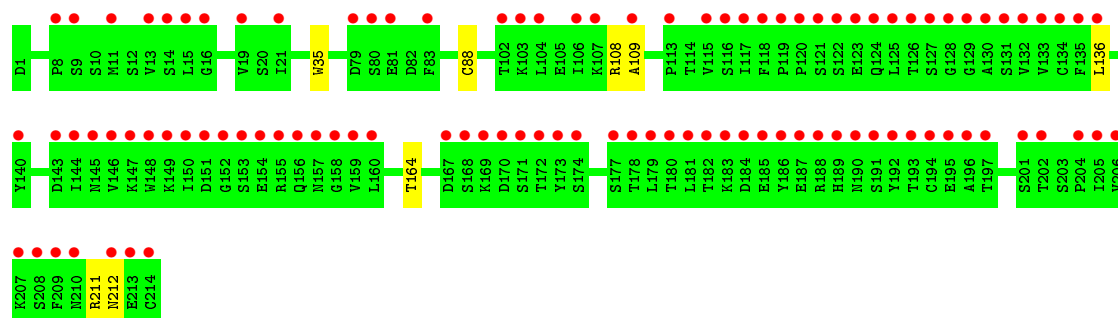 D1 P8 S9 S10 M11 S12 V13 S14 L15 G16 V19 S20 I21 W35 D79 S80 E81 D82 F83 C88 T102 K103 L104 E105 I106 K107 R108 A109 P113 T114 V115 S116 I117 F118 P119 P120 S121 S122 E123 Q124 L125 T126 S127 G128 G129 A130 S131 V132 V133 C134 F135 L136
Y140 D143 I144 N145 V146 K147 W148 K149 I150 D151 G152 S153 E154 R155 Q156 N157 G158 V159 L160 T164 D167 S168 K169 D170 S171 T172 Y173 S174 S177 T178 L179 T180 L181 T182 K183 D184 E185 Y186 E187 R188 H189 N190 S191 Y192 T193 C194 E195 A196 T197 S201 T202 S203 P204 I205 V206
K207 S208 F209 N210 R211 N212 E213 C214